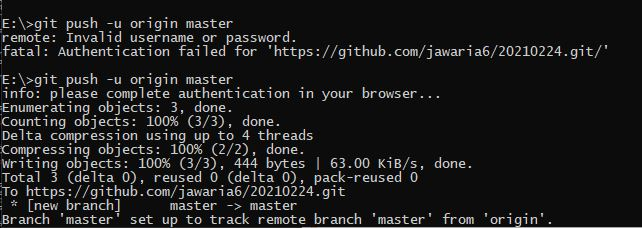 E:\>git push -u origin master
remote: Invalid username or password.
fatal: Authentication failed for 'https://github.com/jawaria6/20210224.git/'
E:\>git push -u origin master
info: please complete authentication in your browser...
Enumerating objects: 3, done.
Counting objects: 100% (3/3), done.
Delta compression using up to 4 threads
Compressing objects: 100% (2/2), done.
Writing objects: 100% (3/3), 444 bytes | 63.00 KiB/s, done.
Total 3 (delta 0), reused 0 (delta 0), pack-reused 0
To https://github.com/jawaria6/20210224.git
 * [new branch]      master -> master
Branch 'master' set up to track remote branch 'master' from 'origin'.